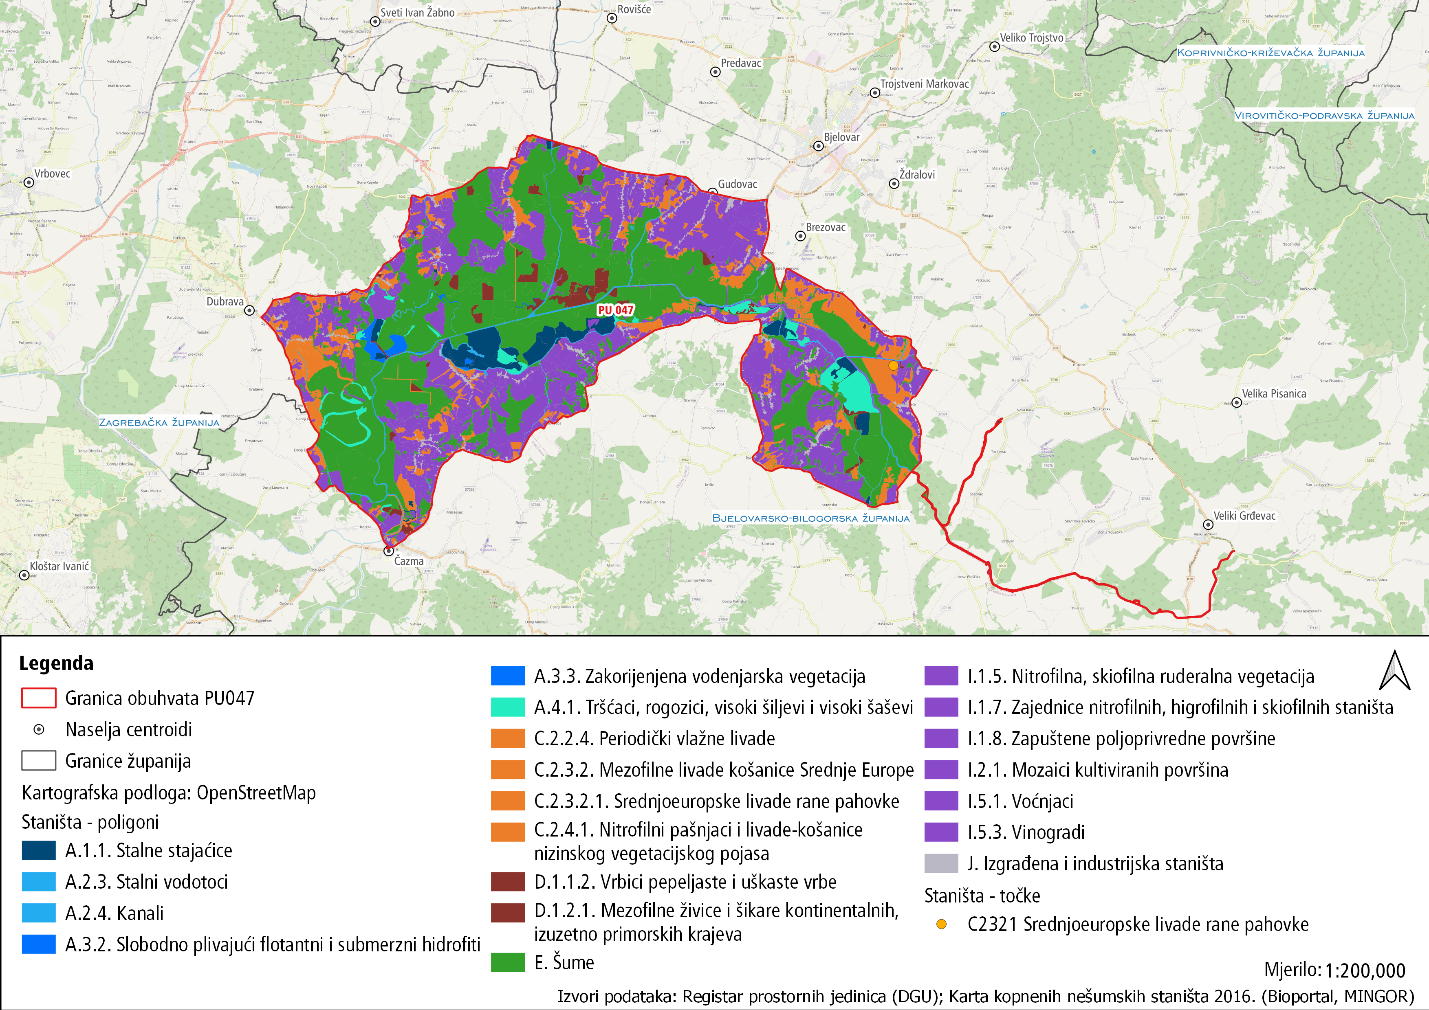 Sveti Ivan Žabno
Rovišće
Veliko Trojstvo
KOPRIVNIČKO-KRIŽEVAČKA ŽUPANIJA
Predavac
Trojstveni Markovac
VIROVITIČKO-PODRAVSKA ŽUPANIJA
Bjelovar
Vrbovec
Gudovac
Ždralovi
Brezovac
Dubrava
PU 047
Velika Pisanica
ZAGREBAČKA ŽUPANIJA
BJELOVARSKO-BILOGORSKA ŽUPANIJA
Veliki Grđevac
Čazma
Kloštar Ivanić
Legenda
Granica obuhvata PU047
Naselja centroidi
Granice županija
Kartografska podloga: OpenStreetMap
Staništa - poligoni
A.1.1. Stalne stajaćice
A.2.3. Stalni vodotoci
A.2.4. Kanali
A.3.2. Slobodno plivajući flotantni i submerzni hidrofiti
A.3.3. Zakorijenjena vodenjarska vegetacija
A.4.1. Tršćaci, rogozici, visoki šiljevi i visoki šaševi
C.2.2.4. Periodički vlažne livade
C.2.3.2. Mezofilne livade košanice Srednje Europe
C.2.3.2.1. Srednjoeuropske livade rane pahovke
C.2.4.1. Nitrofilni pašnjaci i livade-košanice
nizinskog vegetacijskog pojasa
D.1.1.2. Vrbici pepeljaste i uškaste vrbe
D.1.2.1. Mezofilne živice i šikare kontinentalnih,
izuzetno primorskih krajeva
E. Šume
I.1.5. Nitrofilna, skiofilna ruderalna vegetacija
I.1.7. Zajednice nitrofilnih, higrofilnih i skiofilnih staništa
I.1.8. Zapuštene poljoprivredne površine
I.2.1. Mozaici kultiviranih površina
I.5.1. Voćnjaci
I.5.3. Vinogradi
J. Izgrađena i industrijska staništa
Staništa - točke
C2321 Srednjoeuropske livade rane pahovke
Mjerilo: 1:200,000
Izvori podataka: Registar prostornih jedinica (DGU); Karta kopnenih nešumskih staništa 2016. (Bioportal, MINGOR)